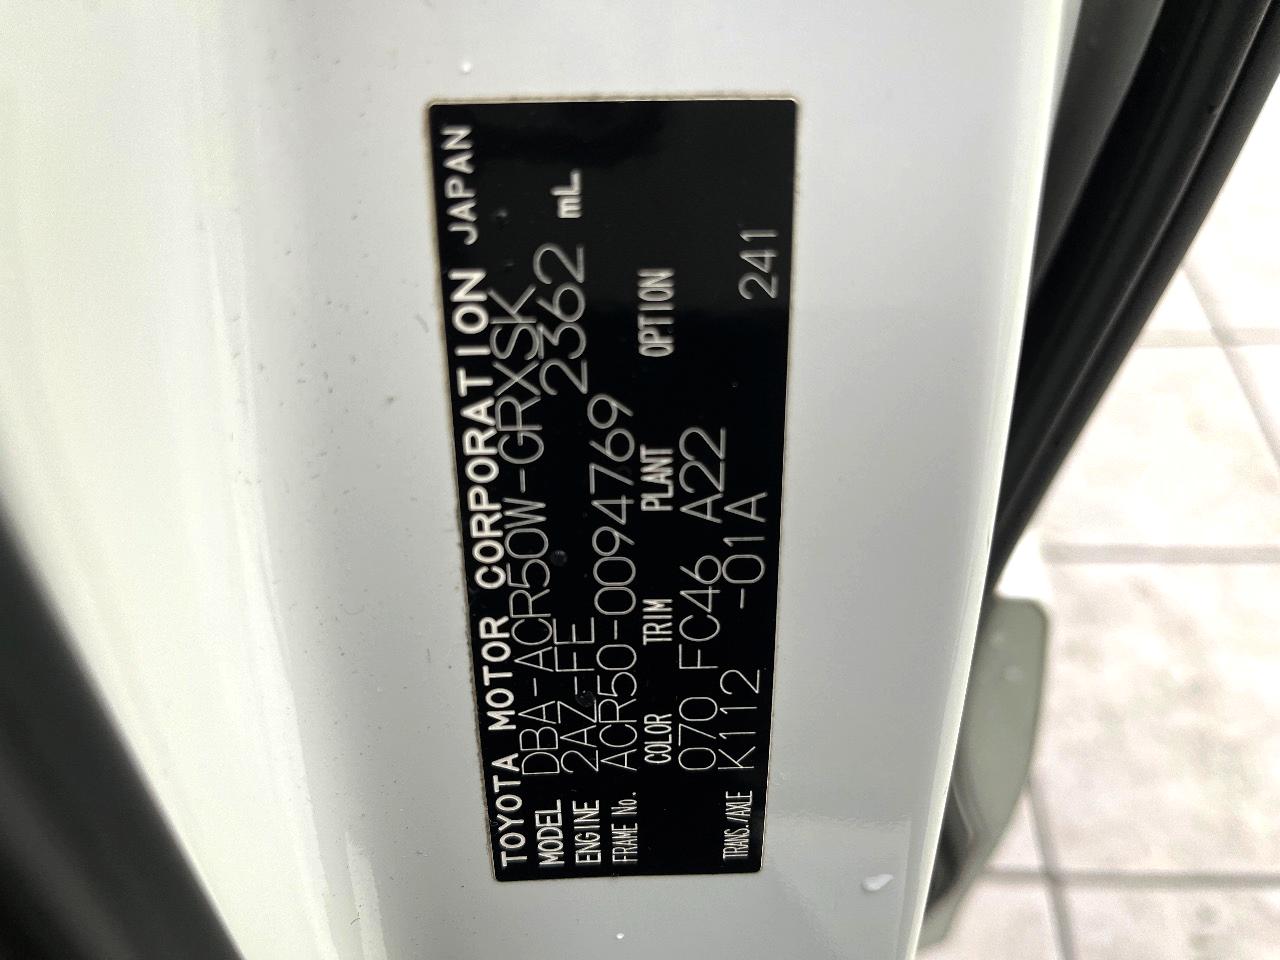 TOYOTA MOTOR CORPORATION JAPAN
MODEL DBA-ACR50W-GRXSK
ENGINE 2AZ-FE 2362 mL
FRAME No. ACR50-0094769
COLOR TRIM PLANT OPTION
070 FC46 A22
TRANS./AXLE K112 -01A 241